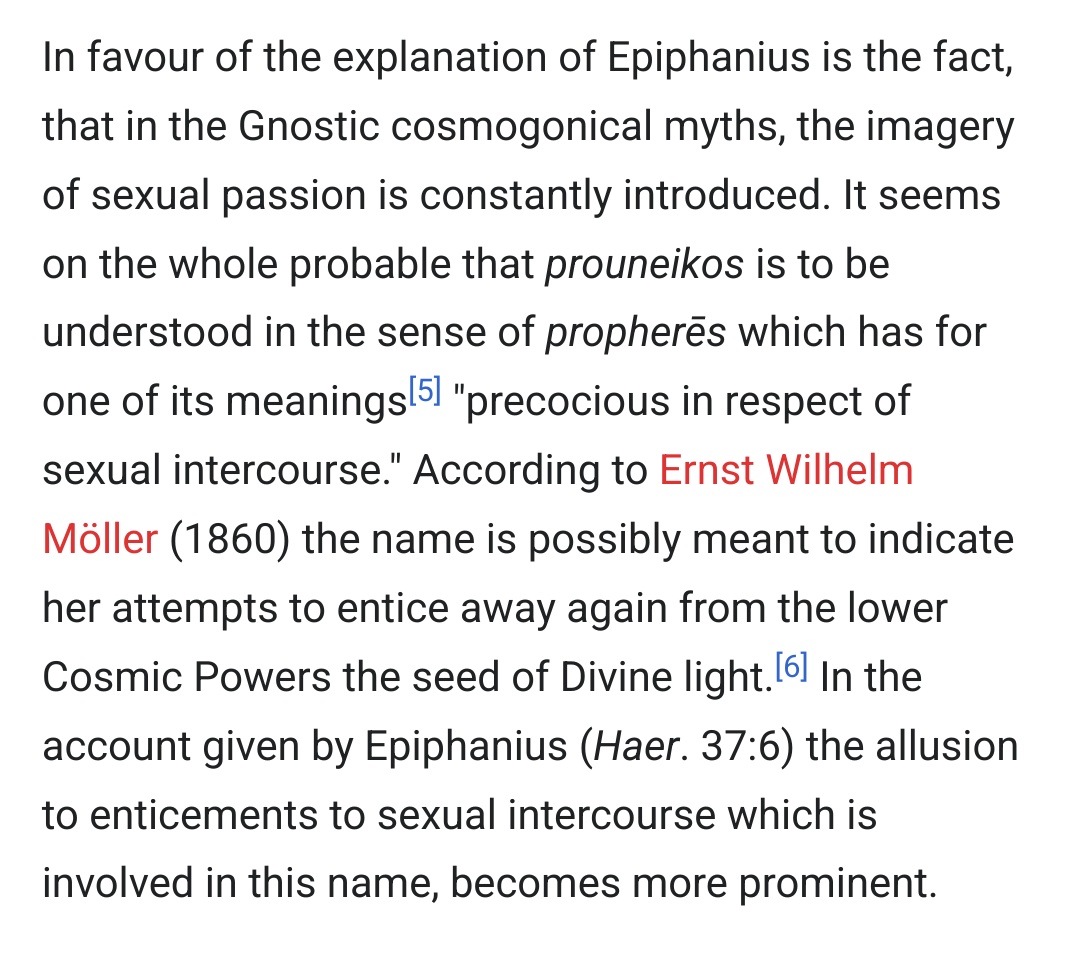 In favour of the explanation of Epiphanius is the fact,
that in the Gnostic cosmogonical myths, the imagery
of sexual passion is constantly introduced. It seems
on the whole probable that prouneikos is to be
understood in the sense of propherēs which has for
one of its meanings[5] "precocious in respect of
sexual intercourse." According to Ernst Wilhelm
Möller (1860) the name is possibly meant to indicate
her attempts to entice away again from the lower
Cosmic Powers the seed of Divine light.[6] In the
account given by Epiphanius (Haer. 37:6) the allusion
to enticements to sexual intercourse which is
involved in this name, becomes more prominent.